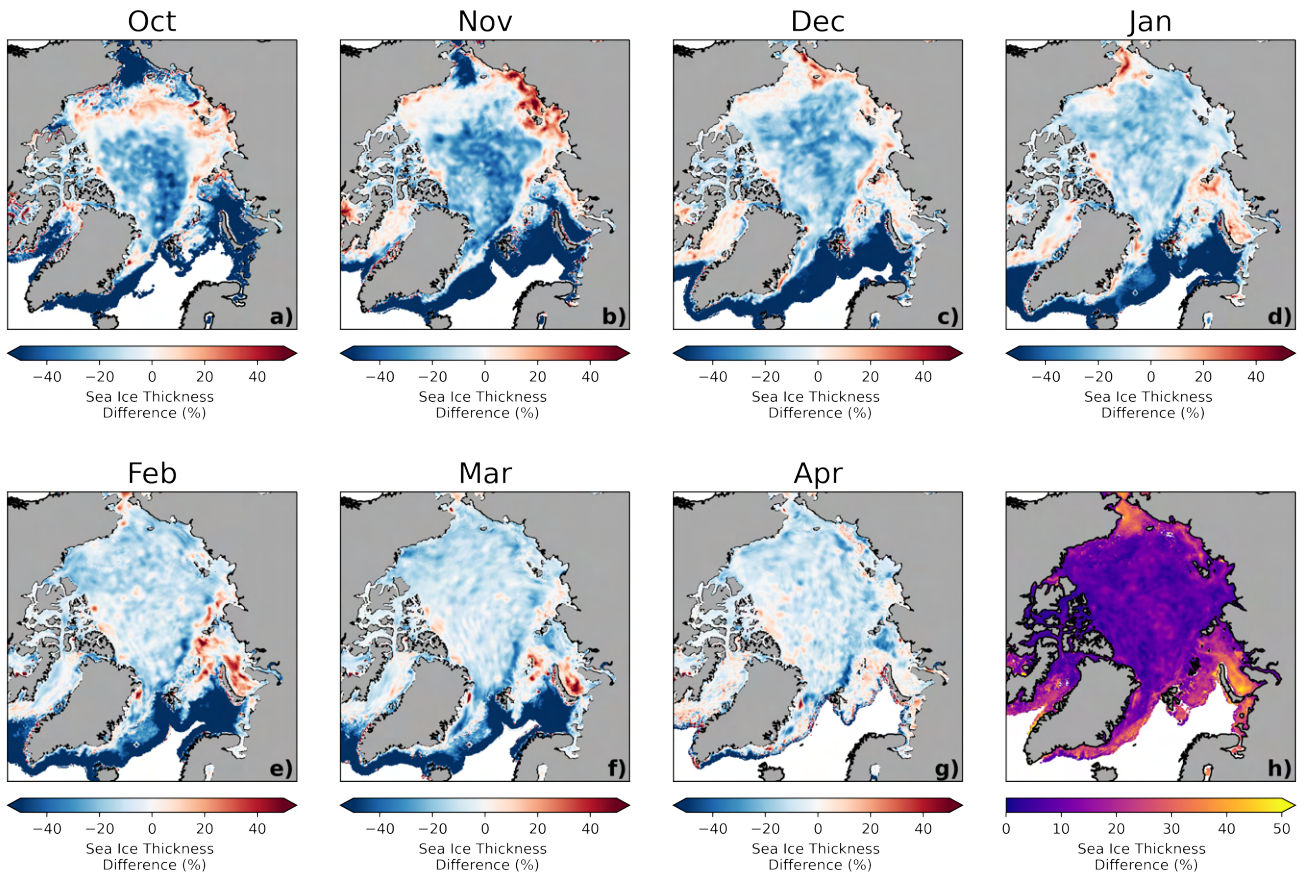 Oct Nov Dec Jan
a) b) c) d)
−40 −20 0 20 40 −40 −20 0 20 40 −40 −20 0 20 40 −40 −20 0 20 40
Sea Ice Thickness Sea Ice Thickness Sea Ice Thickness Sea Ice Thickness
Difference (%) Difference (%) Difference (%) Difference (%)
Feb Mar Apr
e) f) g) h)
−40 −20 0 20 40 −40 −20 0 20 40 −40 −20 0 20 40 0 10 20 30 40 50
Sea Ice Thickness Sea Ice Thickness Sea Ice Thickness Sea Ice Thickness
Difference (%) Difference (%) Difference (%) Difference (%)